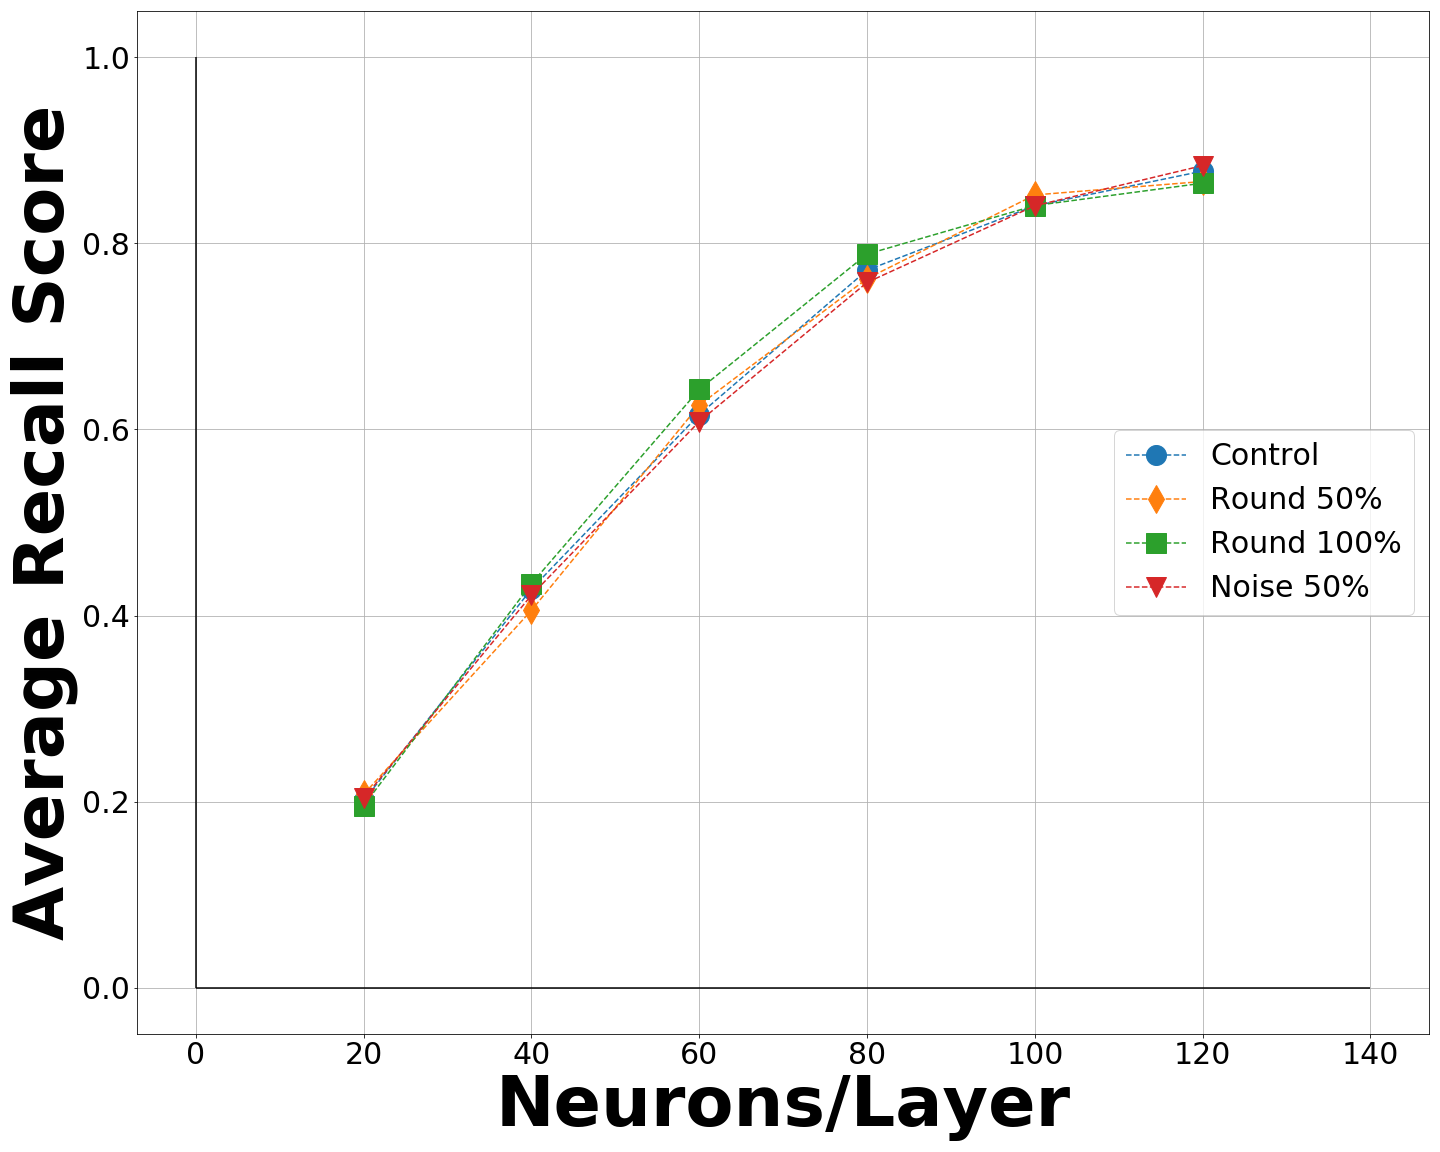 Average Recall Score
1.0
0.8
0.6
0.4
0.2
0.0
0 20 40 60 80 100 120 140
Neurons/Layer
Control
Round 50%
Round 100%
Noise 50%